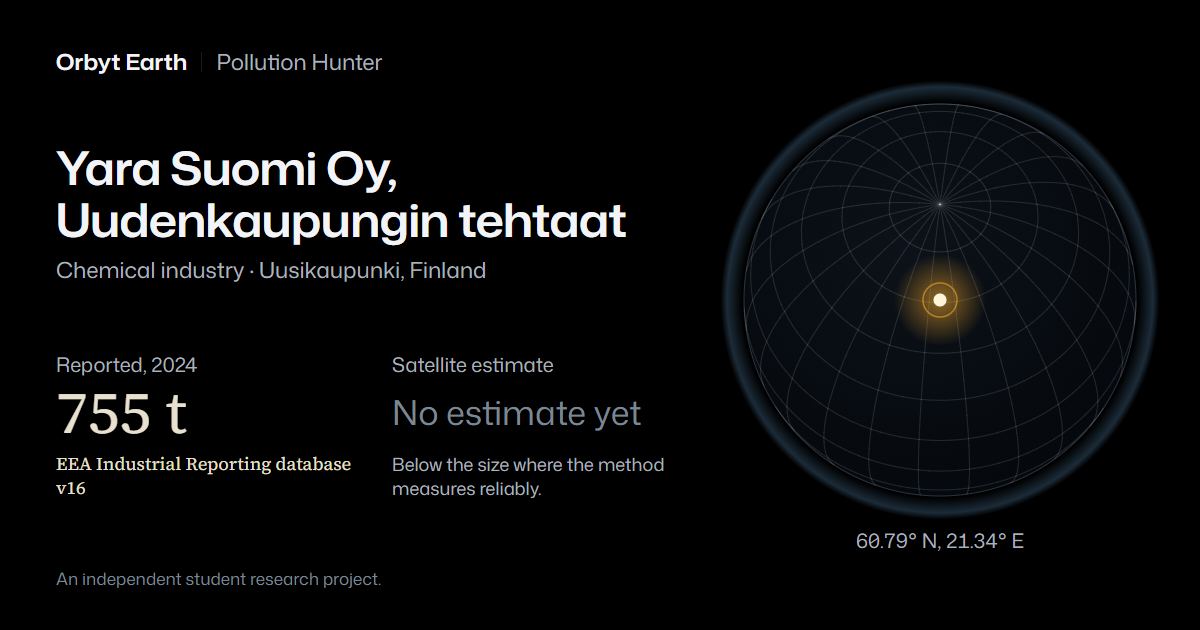 Orbyt Earth | Pollution Hunter
Yara Suomi Oy,
Uudenkaupungin tehtaat
Chemical industry · Uusikaupunki, Finland
Reported, 2024
755 t
EEA Industrial Reporting database
v16
Satellite estimate
No estimate yet
Below the size where the method
measures reliably.
60.79° N, 21.34° E
An independent student research project.